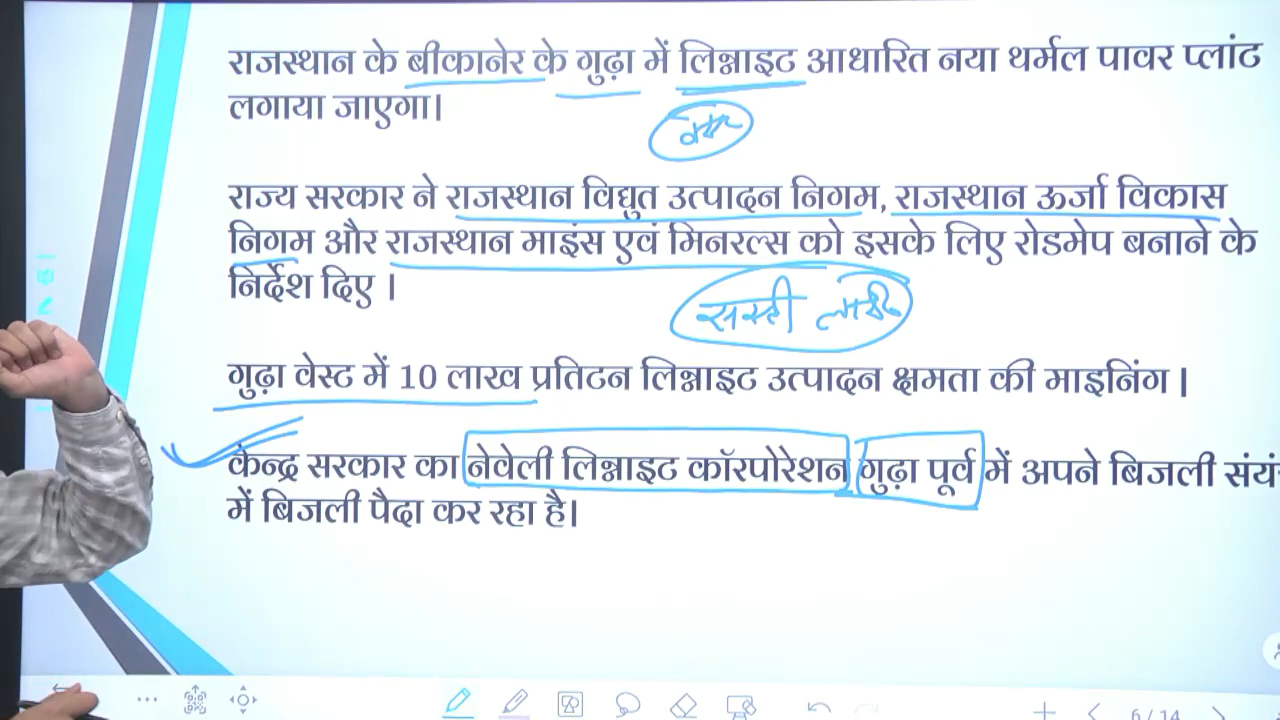 राजस्थान के बीकानेर के गुढ़ा में लिग्नाइट आधारित नया थर्मल पावर प्लांट
लगाया जाएगा।
राज्य सरकार ने राजस्थान विद्युत उत्पादन निगम, राजस्थान ऊर्जा विकास
निगम और राजस्थान माइंस एवं मिनरल्स को इसके लिए रोडमेप बनाने के
निर्देश दिए ।
गुढ़ा वेस्ट में 10 लाख प्रतिटन लिग्नाइट उत्पादन क्षमता की माइनिंग ।
केन्द्र सरकार का नेवेली लिग्नाइट कॉरपोरेशन गुढ़ा पूर्व में अपने बिजली
में बिजली पैदा कर रहा है।
6/14